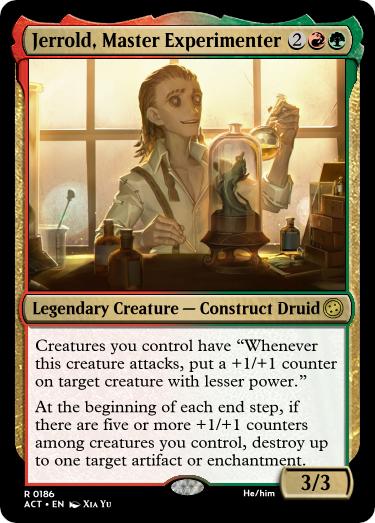 Jerrold, Master Experimenter 2
Legendary Creature — Construct Druid
Creatures you control have “Whenever
this creature attacks, put a +1/+1 counter
on target creature with lesser power.”
At the beginning of each end step, if
there are five or more +1/+1 counters
among creatures you control, destroy up
to one target artifact or enchantment.
3/3
R 0186
ACT • EN Xia Yu
He/him